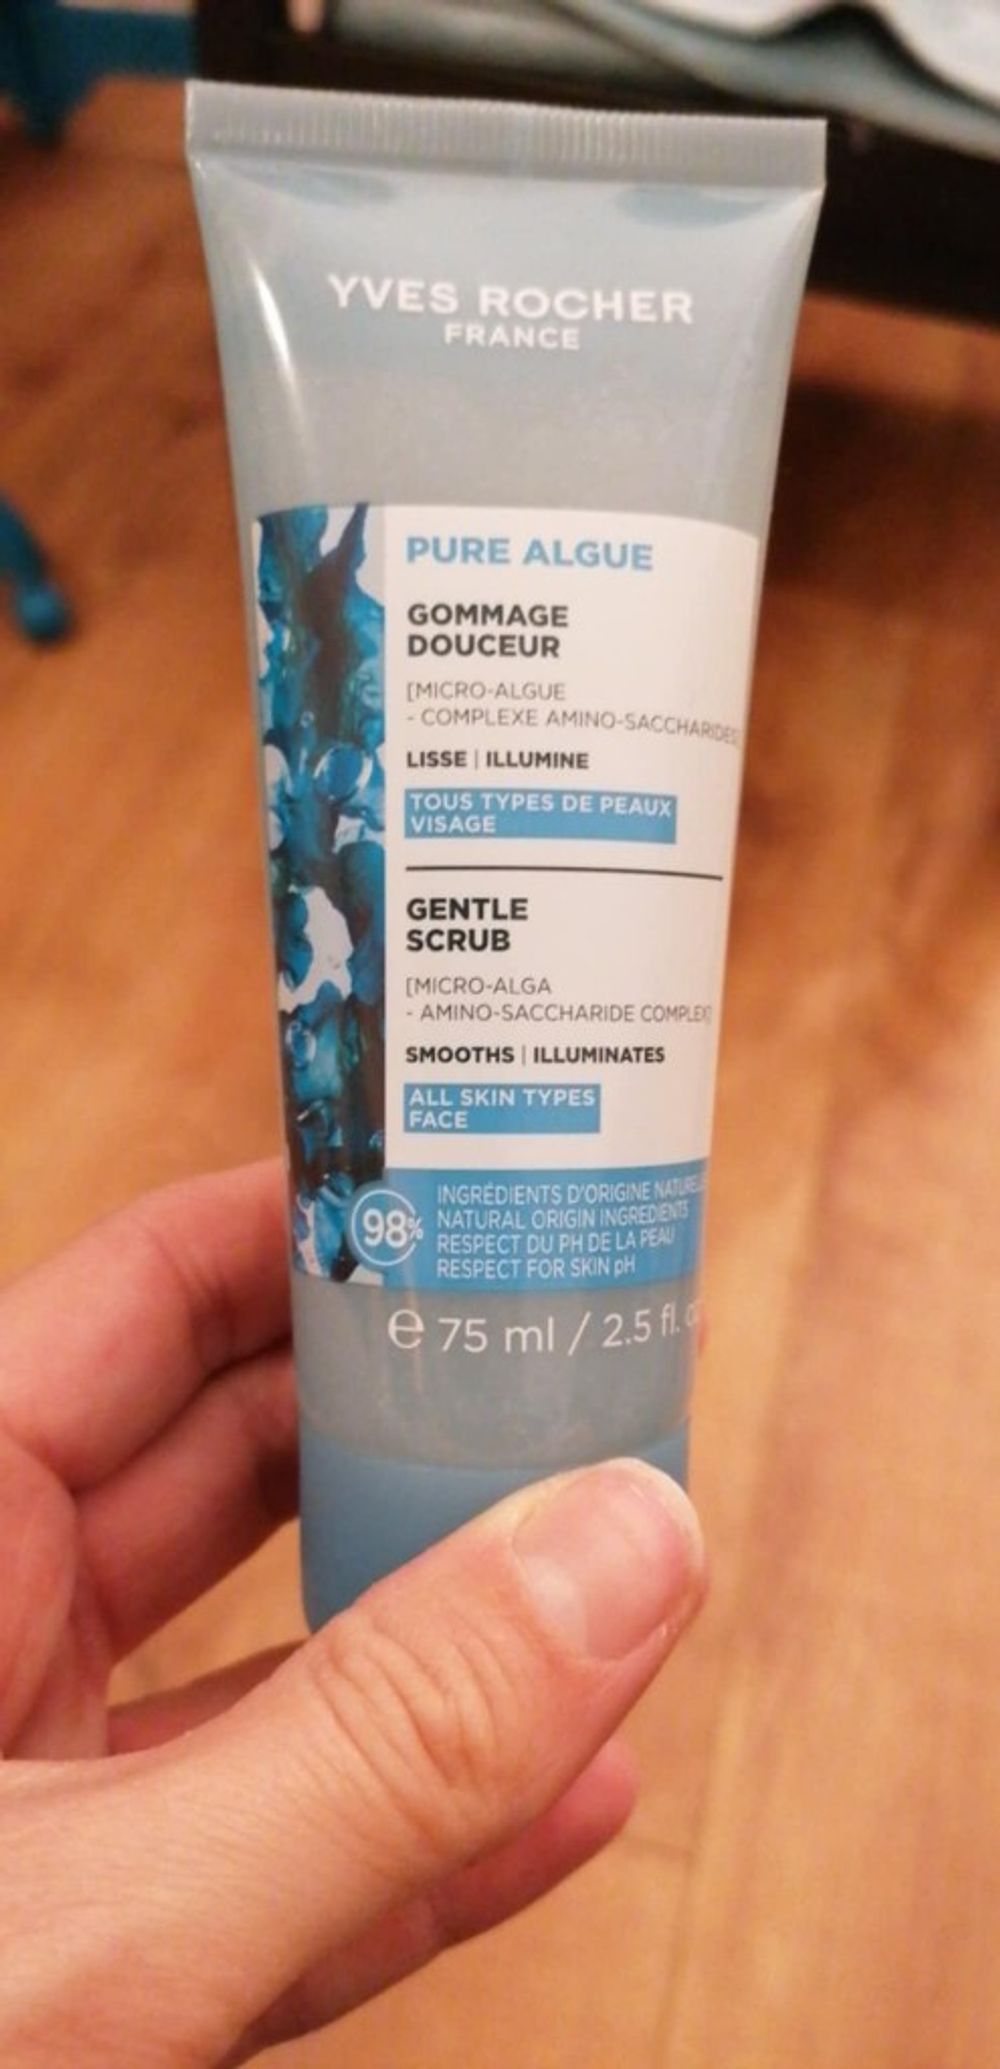 YVES ROCHER
FRANCE
PURE ALGUE
GOMMAGE
DOUCEUR
[MICRO-ALGUE
- COMPLEXE AMINO-SACCHARIDES]
LISSE | ILLUMINE
TOUS TYPES DE PEAUX
VISAGE
GENTLE
SCRUB
[MICRO-ALGA
- AMINO-SACCHARIDE COMPLEX]
SMOOTHS | ILLUMINATES
ALL SKIN TYPES
FACE
98%
INGRÉDIENTS D'ORIGINE
NATURAL ORIGIN INGREDIENTS
RESPECT DU PH DE LA PEAU
RESPECT FOR SKIN pH
e 75 ml / 2.5 fl.